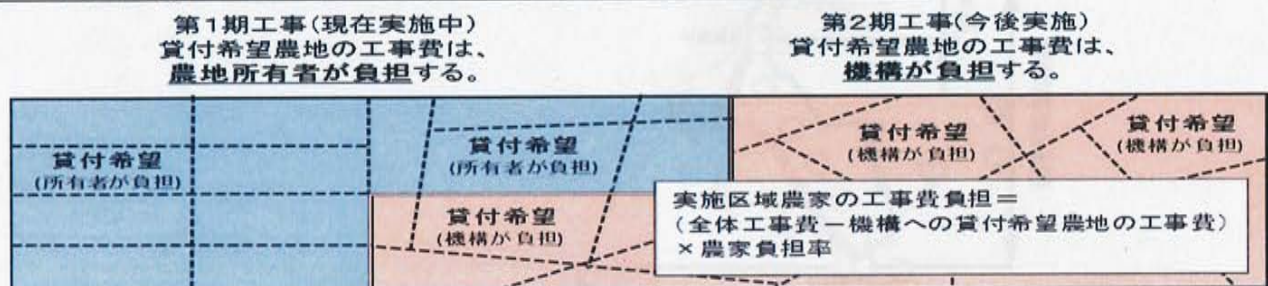 第1期工事(現在実施中)
貸付希望農地の工事費は、
農地所有者が負担する。
第2期工事(今後実施)
貸付希望農地の工事費は、
機構が負担する。
貸付希望
(所有者が負担)
貸付希望
(所有者が負担)
貸付希望
(機構が負担)
貸付希望
(機構が負担)
貸付希望
(機構が負担)
実施区域農家の工事費負担＝
(全体工事費－機構への貸付希望農地の工事費)
×農家負担率